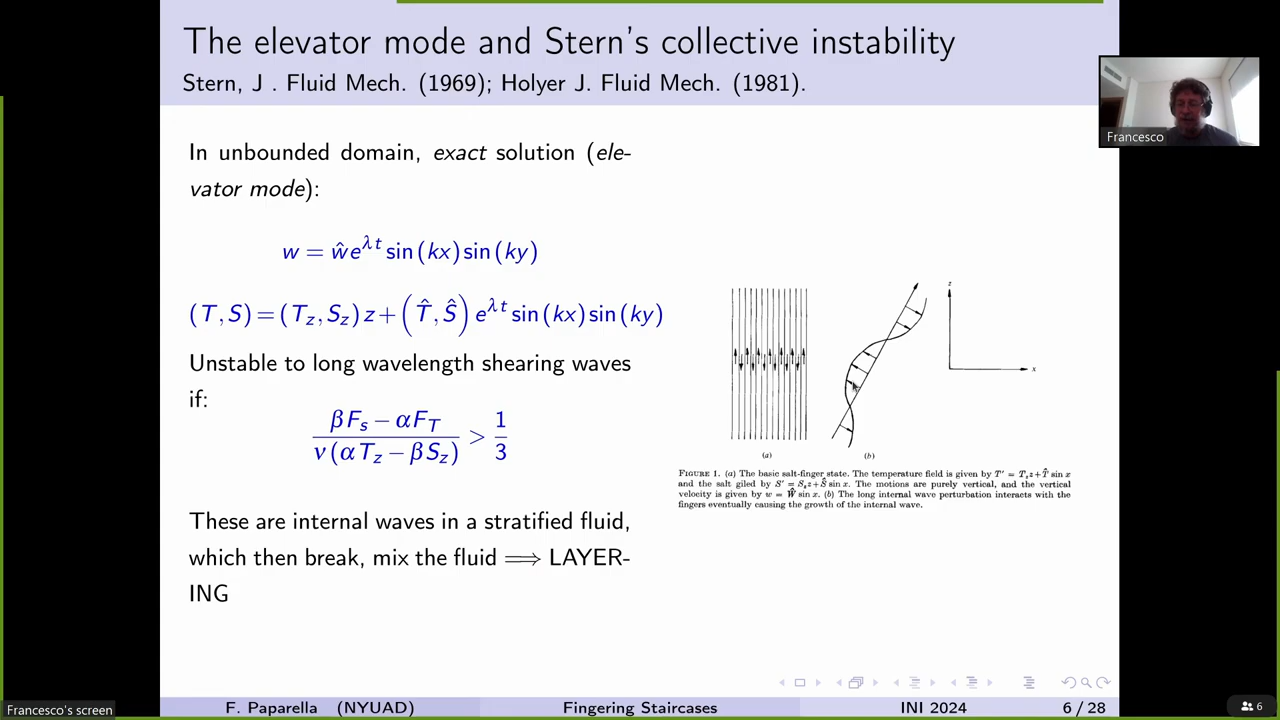 The elevator mode and Stern's collective instability
Stern, J . Fluid Mech. (1969); Holyer J. Fluid Mech. (1981).
Francesco
In unbounded domain, exact solution (ele-
vator mode):
w = ŵe^{λt} sin(kx) sin(ky)
(T, S) = (T_z, S_z) z + (T̂, Ŝ) e^{λt} sin(kx) sin(ky)
Unstable to long wavelength shearing waves
if:
(βF_s − αF_T) / (ν(αT_z − βS_z)) > 1/3
These are internal waves in a stratified fluid,
which then break, mix the fluid ⟹ LAYER-
ING
z
x
(a) (b)
FIGURE 1. (a) The basic salt-finger state. The temperature field is given by T' = T_z z + T̂ sin x
and the salt giled by S' = S_z z + Ŝ sin x. The motions are purely vertical, and the vertical
velocity is given by w = Ŵ sin x. (b) The long internal wave perturbation interacts with the
fingers eventually causing the growth of the internal wave.
F. Paparella (NYUAD) Fingering Staircases INI 2024 6 / 28
Francesco's screen
6